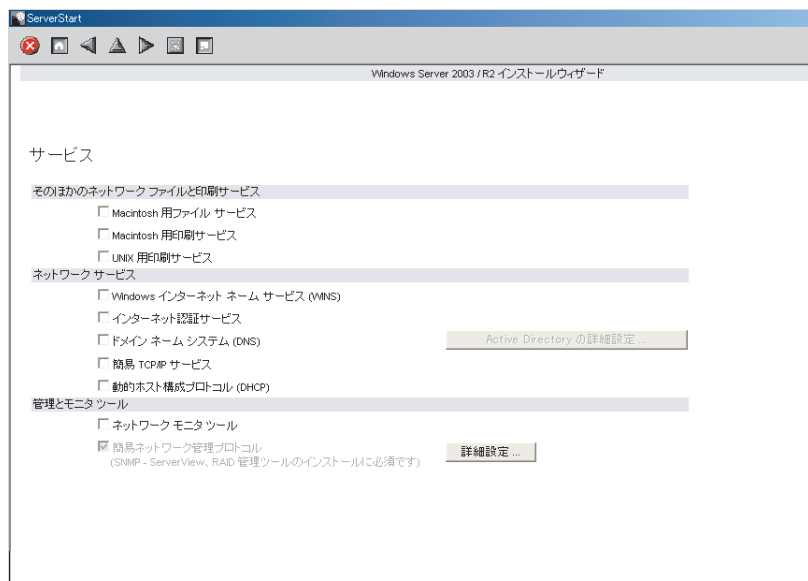 ServerStart
Windows Server 2003 / R2 インストールウィザード
サービス
そのほかのネットワーク ファイルと印刷サービス
Macintosh 用ファイル サービス
Macintosh 用印刷サービス
UNIX 用印刷サービス
ネットワーク サービス
Windows インターネット ネーム サービス (WINS)
インターネット認証サービス
ドメイン ネーム システム (DNS)
Active Directory の詳細設定 ...
簡易 TCP/IP サービス
動的ホスト構成プロトコル (DHCP)
管理とモニタ ツール
ネットワーク モニタ ツール
簡易ネットワーク管理プロトコル
(SNMP - ServerView、RAID 管理ツールのインストールに必須です)
詳細設定 ...